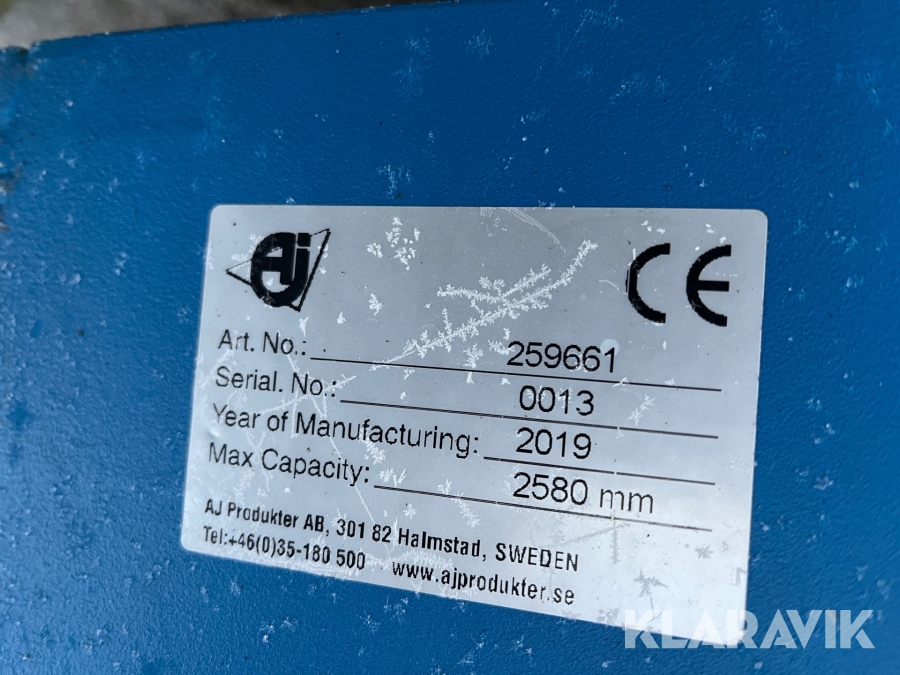 Aj
CE
Art. No.: 259661
Serial. No.: 0013
Year of Manufacturing: 2019
Max Capacity: 2580 mm
AJ Produkter AB, 301 82 Halmstad, SWEDEN
Tel:+46(0)35-180 500 www.ajprodukter.se
KLARAVIK